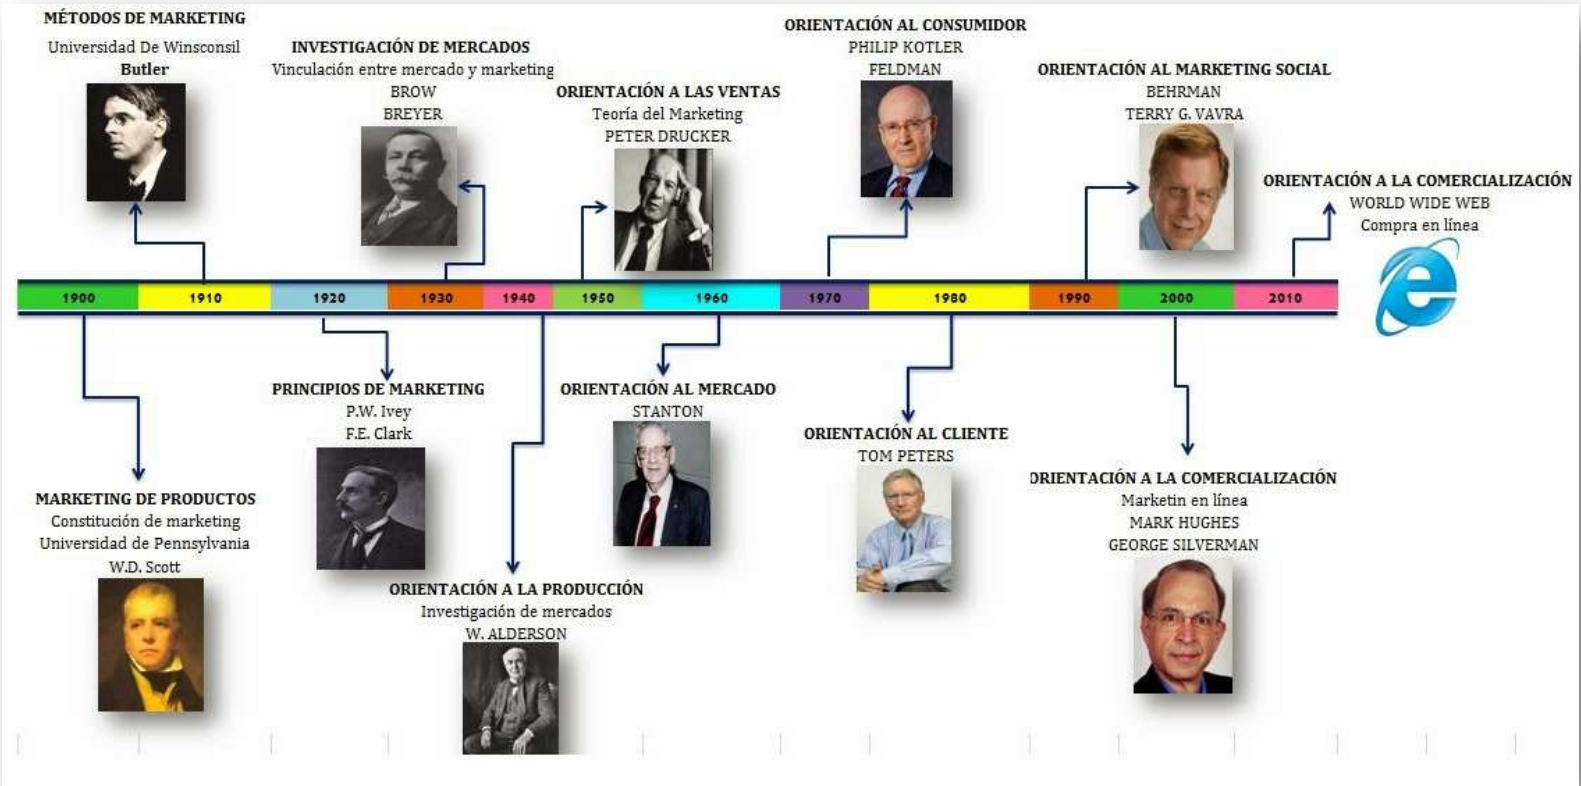 MÉTODOS DE MARKETING
Universidad De Winsconsil
Butler
INVESTIGACIÓN DE MERCADOS
Vinculación entre mercado y marketing
BROW
BREYER
ORIENTACIÓN A LAS VENTAS
Teoría del Marketing
PETER DRUCKER
ORIENTACIÓN AL CONSUMIDOR
PHILIP KOTLER
FELDMAN
ORIENTACIÓN AL MARKETING SOCIAL
BEHRMAN
TERRY G. VAVRA
ORIENTACIÓN A LA COMERCIALIZACIÓN
WORLD WIDE WEB
Compra en línea
1900 1910 1920 1930 1940 1950 1960 1970 1980 1990 2000 2010
MARKETING DE PRODUCTOS
Constitución de marketing
Universidad de Pennsylvania
W.D. Scott
PRINCIPIOS DE MARKETING
P.W. Ivey
F.E. Clark
ORIENTACIÓN A LA PRODUCCIÓN
Investigación de mercados
W. ALDERSON
ORIENTACIÓN AL MERCADO
STANTON
ORIENTACIÓN AL CLIENTE
TOM PETERS
ORIENTACIÓN A LA COMERCIALIZACIÓN
Marketin en línea
MARK HUGHES
GEORGE SILVERMAN